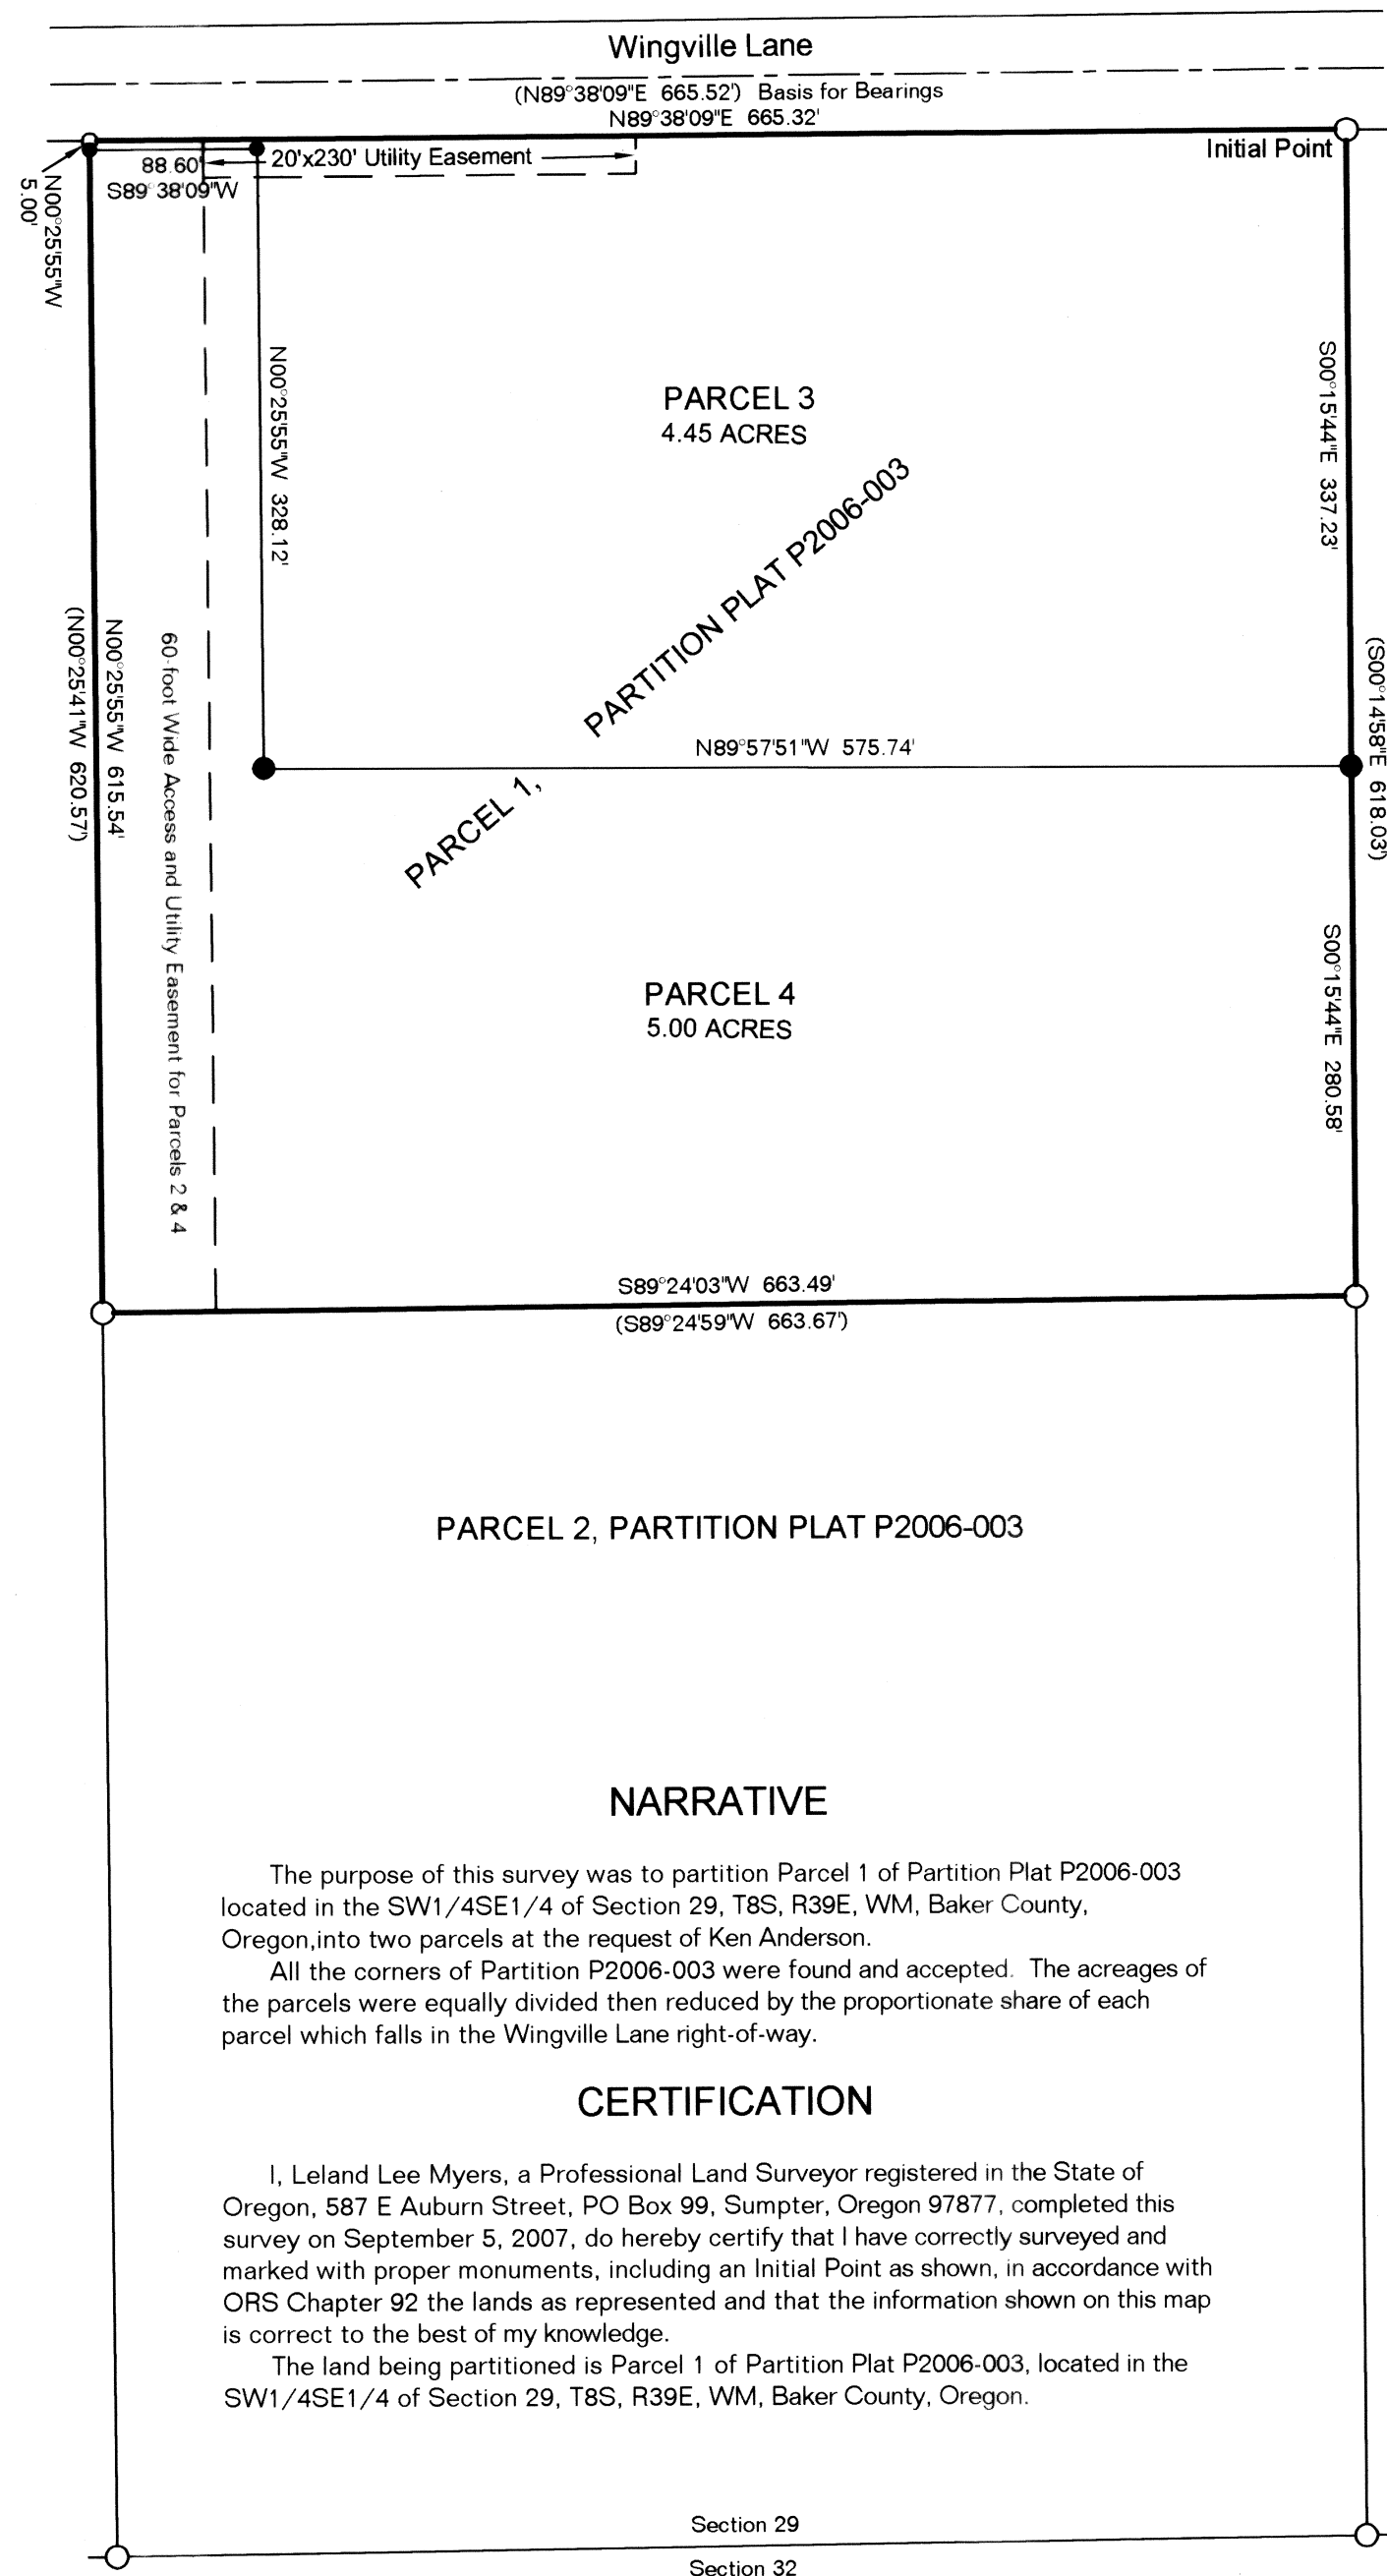 Wingville Lane
(N89°38'09"E 665.52') Basis for Bearings
N89°38'09"E 665.32'
Initial Point
88.60'
20'x230' Utility Easement
S89°38'09"W
N00°25'55"W
5.00'
N00°25'55"W 328.12'
S00°15'44"E 337.23'
PARCEL 3
4.45 ACRES
PARTITION PLAT P2006-003
PARCEL 1,
N00°25'55"W 615.54'
(N00°25'41"W 620.57')
60-foot Wide Access and Utility Easement for Parcels 2 & 4
N89°57'51"W 575.74'
(S00°14'58"E 618.03')
S00°15'44"E 280.58'
PARCEL 4
5.00 ACRES
S89°24'03"W 663.49'
(S89°24'59"W 663.67')
PARCEL 2, PARTITION PLAT P2006-003
NARRATIVE
The purpose of this survey was to partition Parcel 1 of Partition Plat P2006-003
located in the SW1/4SE1/4 of Section 29, T8S, R39E, WM, Baker County,
Oregon,into two parcels at the request of Ken Anderson.
All the corners of Partition P2006-003 were found and accepted. The acreages of
the parcels were equally divided then reduced by the proportionate share of each
parcel which falls in the Wingville Lane right-of-way.
CERTIFICATION
I, Leland Lee Myers, a Professional Land Surveyor registered in the State of
Oregon, 587 E Auburn Street, PO Box 99, Sumpter, Oregon 97877, completed this
survey on September 5, 2007, do hereby certify that I have correctly surveyed and
marked with proper monuments, including an Initial Point as shown, in accordance with
ORS Chapter 92 the lands as represented and that the information shown on this map
is correct to the best of my knowledge.
The land being partitioned is Parcel 1 of Partition Plat P2006-003, located in the
SW1/4SE1/4 of Section 29, T8S, R39E, WM, Baker County, Oregon.
Section 29
Section 32